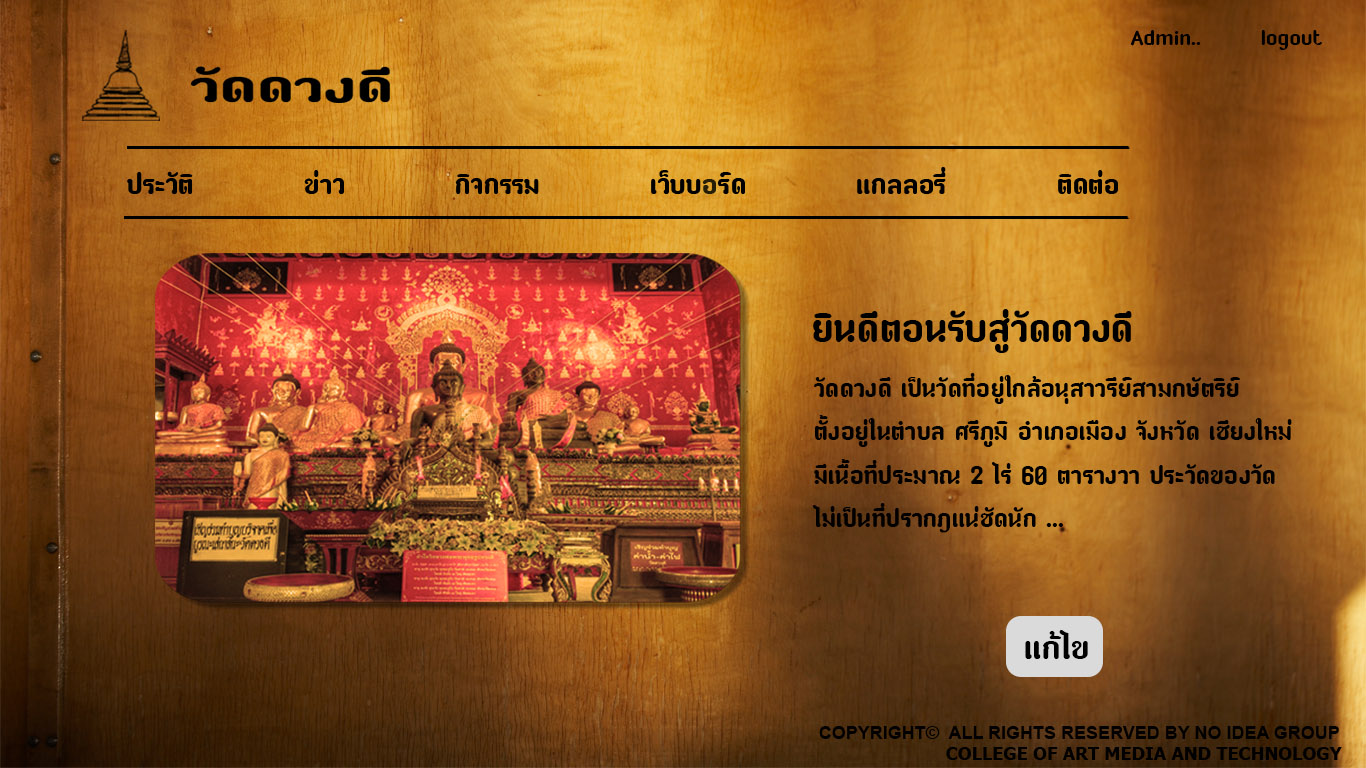 Admin.. logout
วัดดวงดี
ประวัติ ข่าว กิจกรรม เว็บบอร์ด แกลลอรี่ ติดต่อ
ยินดีตอนรับสู่วัดดวงดี
วัดดวงดี เป็นวัดที่อยู่ใกล้อนุสาวรีย์สามกษัตริย์
ตั้งอยู่ในตำบล ศรีภูมิ อำเภอเมือง จังหวัด เชียงใหม่
มีเนื้อที่ประมาณ 2 ไร่ 60 ตารางวา ประวัดของวัด
ไม่เป็นที่ปรากฏแน่ชัดนัก ...
แก้ไข
COPYRIGHT© ALL RIGHTS RESERVED BY NO IDEA GROUP
COLLEGE OF ART MEDIA AND TECHNOLOGY